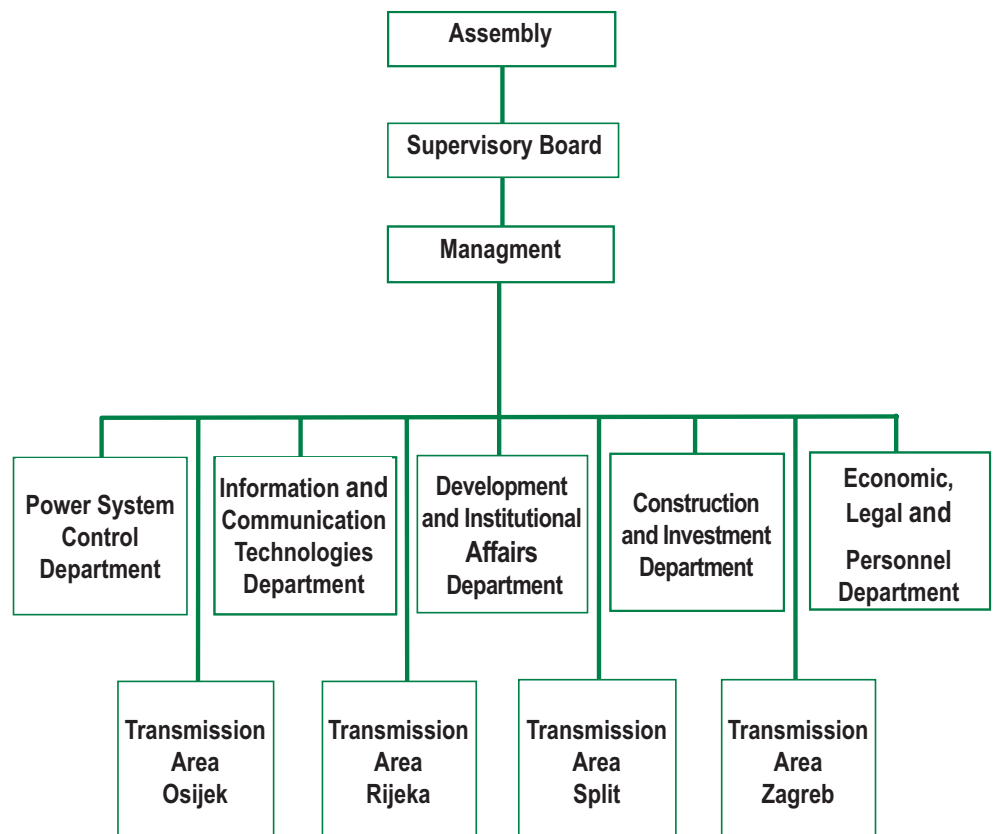 Assembly
Supervisory Board
Managment
Power System
Control
Department
Information and
Communication
Technologies
Department
Development
and Institutional
Affairs
Department
Construction
and Investment
Department
Economic,
Legal and
Personnel
Department
Transmission
Area
Osijek
Transmission
Area
Rijeka
Transmission
Area
Split
Transmission
Area
Zagreb